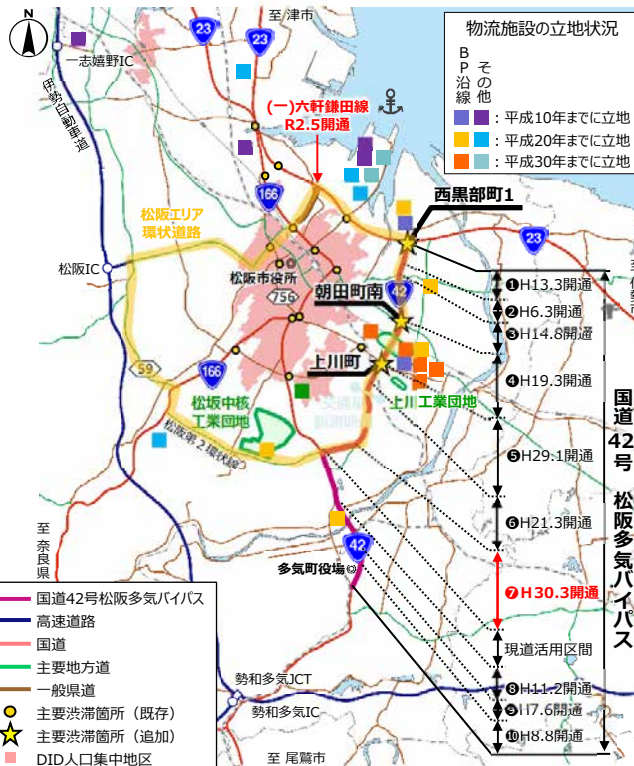 N
至 津市
23
23
一志嬉野IC
伊勢自動車道
(一)六軒鎌田線
R2.5開通
物流施設の立地状況
BP沿線
その他
：平成10年までに立地
：平成20年までに立地
：平成30年までに立地
166
西黒部町1
松阪エリア
環状道路
23
松阪IC
松阪市役所
756
42
朝田町南
上川町
59
166
松坂中核
工業団地
上川工業団地
松阪第2環状線
❶H13.3開通
❷H6.3開通
❸H14.8開通
❹H19.3開通
❺H29.1開通
❻H21.3開通
❼H30.3開通
現道活用区間
❽H11.2開通
❾H7.6開通
❿H8.8開通
国道42号 松阪多気バイパス
至 奈良県
42
多気町役場
国道42号松阪多気バイパス
高速道路
国道
主要地方道
一般県道
主要渋滞箇所（既存）
主要渋滞箇所（追加）
DID人口集中地区
勢和多気JCT
勢和多気IC
至 尾鷲市